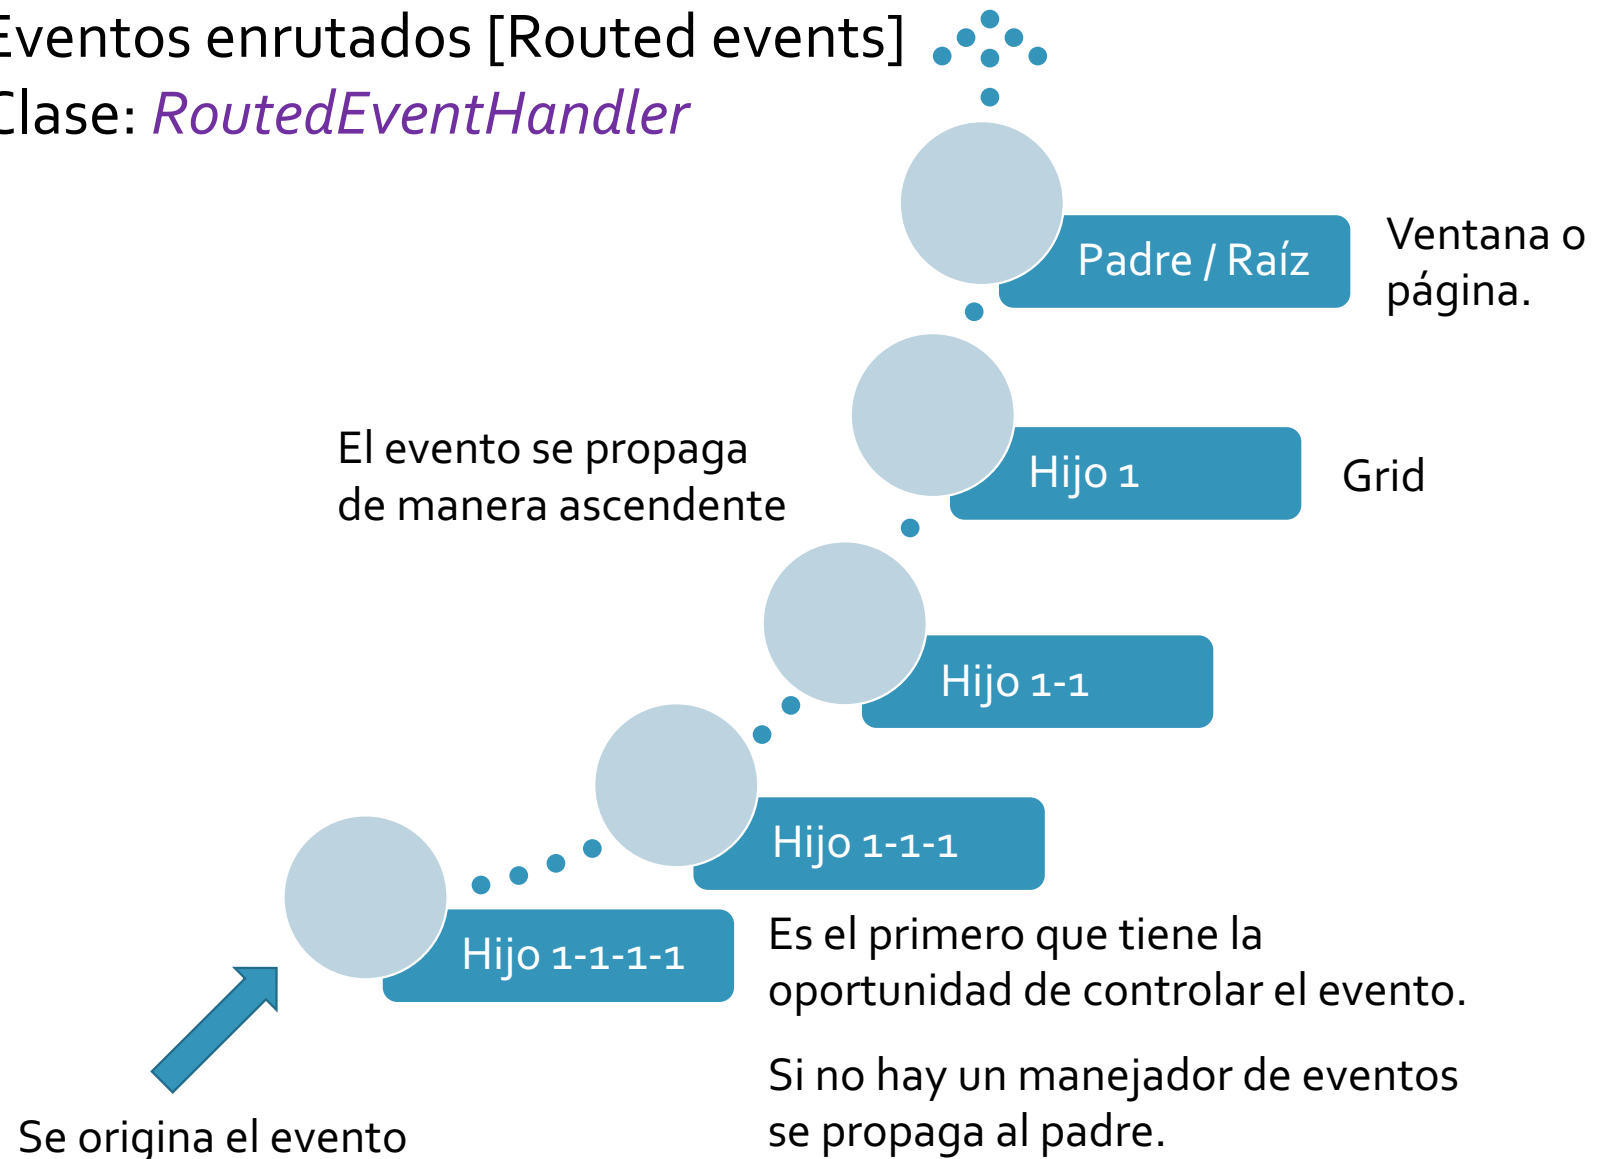 Eventos enrutados [Routed events]
Clase: RoutedEventHandler
Padre / Raíz
Ventana o
página.
El evento se propaga
de manera ascendente
Hijo 1
Grid
Hijo 1-1
Hijo 1-1-1
Hijo 1-1-1-1
Es el primero que tiene la
oportunidad de controlar el evento.
Si no hay un manejador de eventos
se propaga al padre.
Se origina el evento